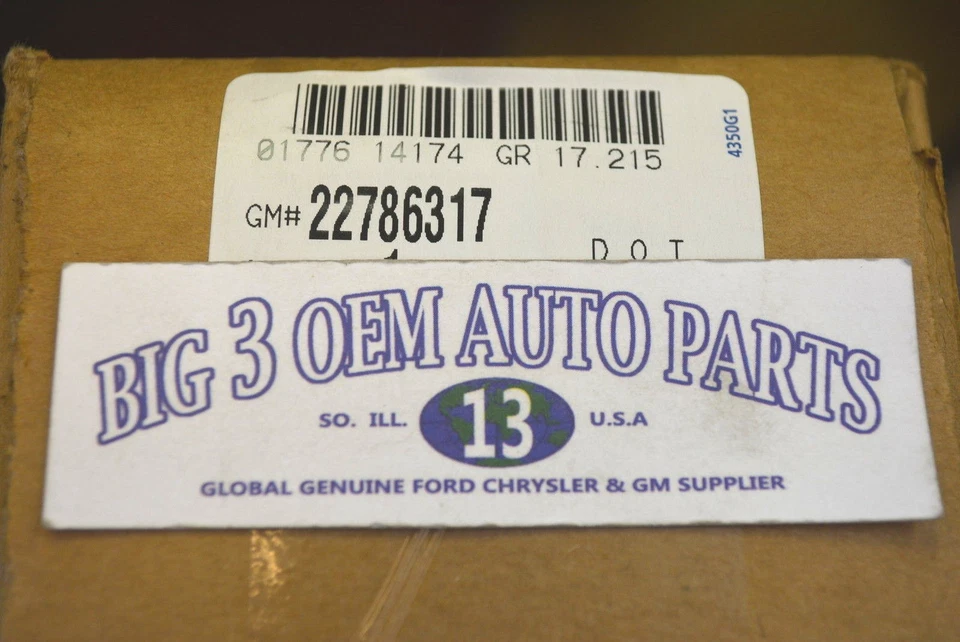 01776 14174 GR 17.215
4350G1
GM# 22786317
DOT
BIG 3 OEM AUTO PARTS
SO. ILL. 13 U.S.A
GLOBAL GENUINE FORD CHRYSLER & GM SUPPLIER